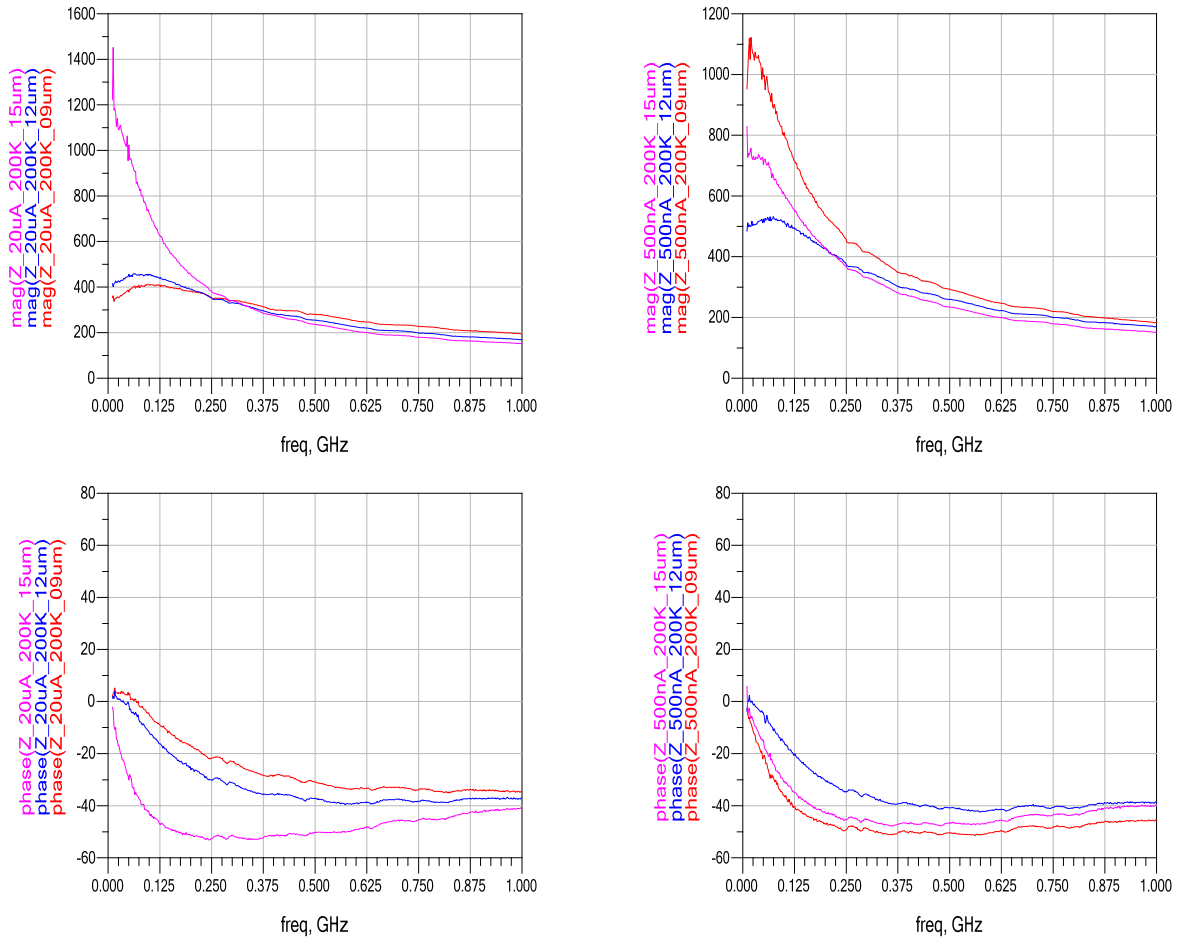 mag(Z_20uA_200K_15um)
mag(Z_20uA_200K_12um)
mag(Z_20uA_200K_09um)
1600
1400
1200
1000
800
600
400
200
0
0.000 0.125 0.250 0.375 0.500 0.625 0.750 0.875 1.000
freq, GHz
mag(Z_500nA_200K_15um)
mag(Z_500nA_200K_12um)
mag(Z_500nA_200K_09um)
1200
1000
800
600
400
200
0
0.000 0.125 0.250 0.375 0.500 0.625 0.750 0.875 1.000
freq, GHz
phase(Z_20uA_200K_15um)
phase(Z_20uA_200K_12um)
phase(Z_20uA_200K_09um)
80
60
40
20
0
-20
-40
-60
0.000 0.125 0.250 0.375 0.500 0.625 0.750 0.875 1.000
freq, GHz
phase(Z_500nA_200K_15um)
phase(Z_500nA_200K_12um)
phase(Z_500nA_200K_09um)
80
60
40
20
0
-20
-40
-60
0.000 0.125 0.250 0.375 0.500 0.625 0.750 0.875 1.000
freq, GHz